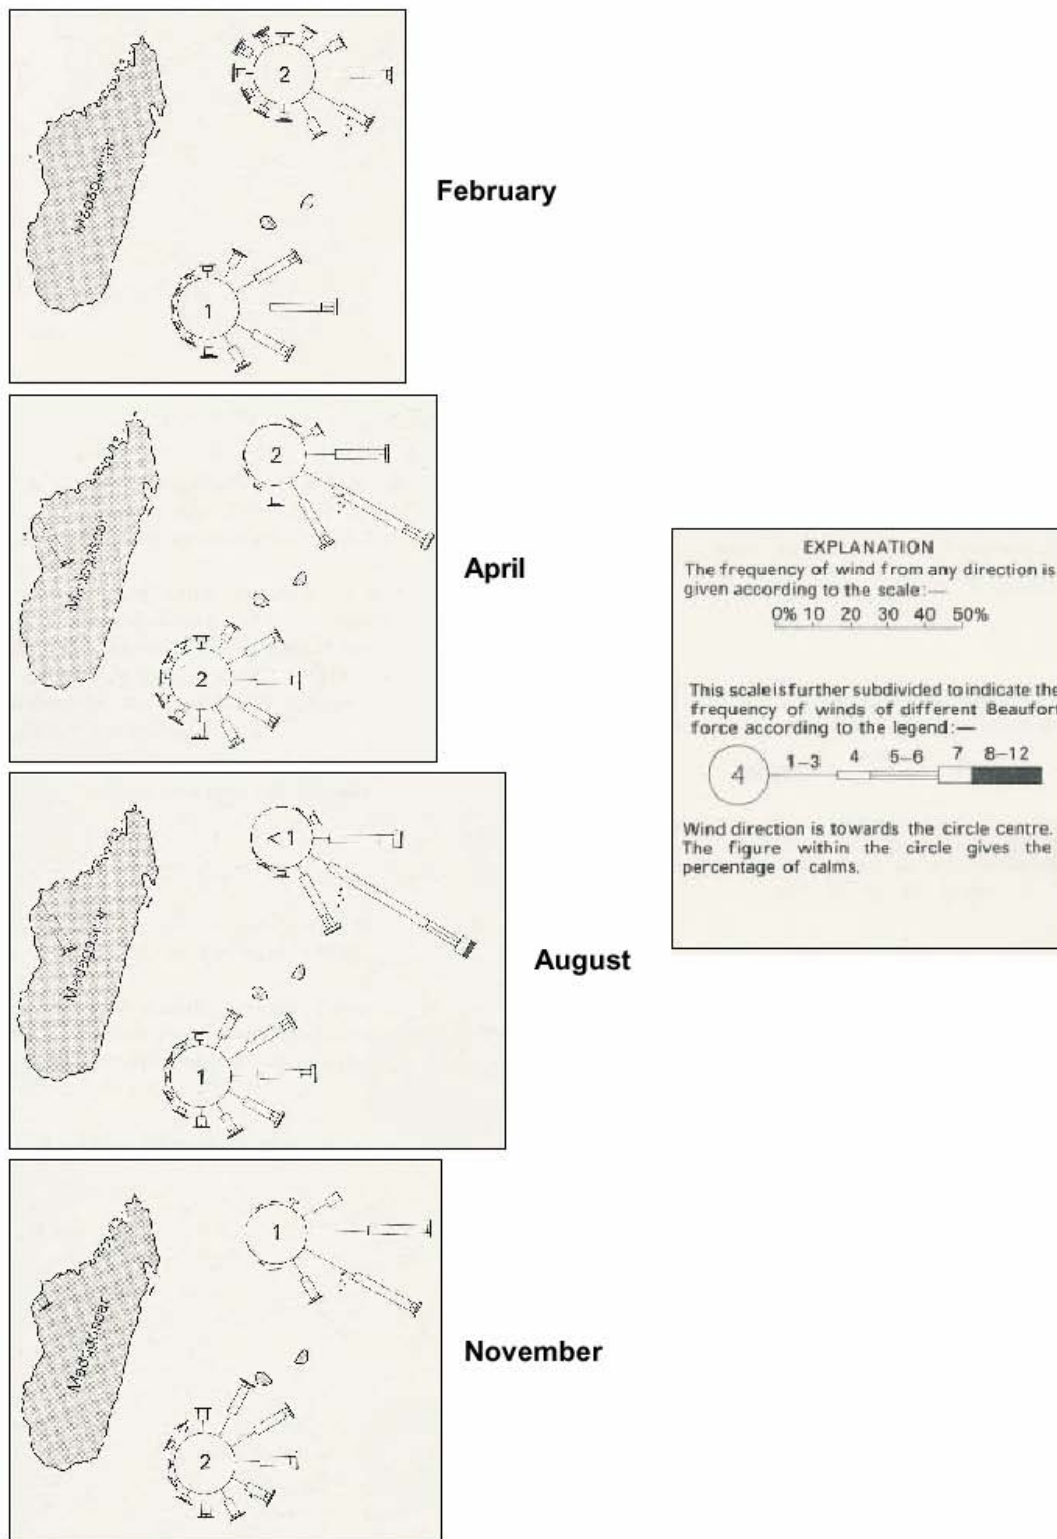 2
Madagascar
1
February
2
Madagascar
2
April
<1
Madagascar
1
August
1
Madagascar
2
November
EXPLANATION
The frequency of wind from any direction is
given according to the scale:—
0% 10 20 30 40 50%
This scale is further subdivided to indicate the
frequency of winds of different Beaufort
force according to the legend:—
4 1–3 4 5–6 7 8–12
Wind direction is towards the circle centre.
The figure within the circle gives the
percentage of calms.